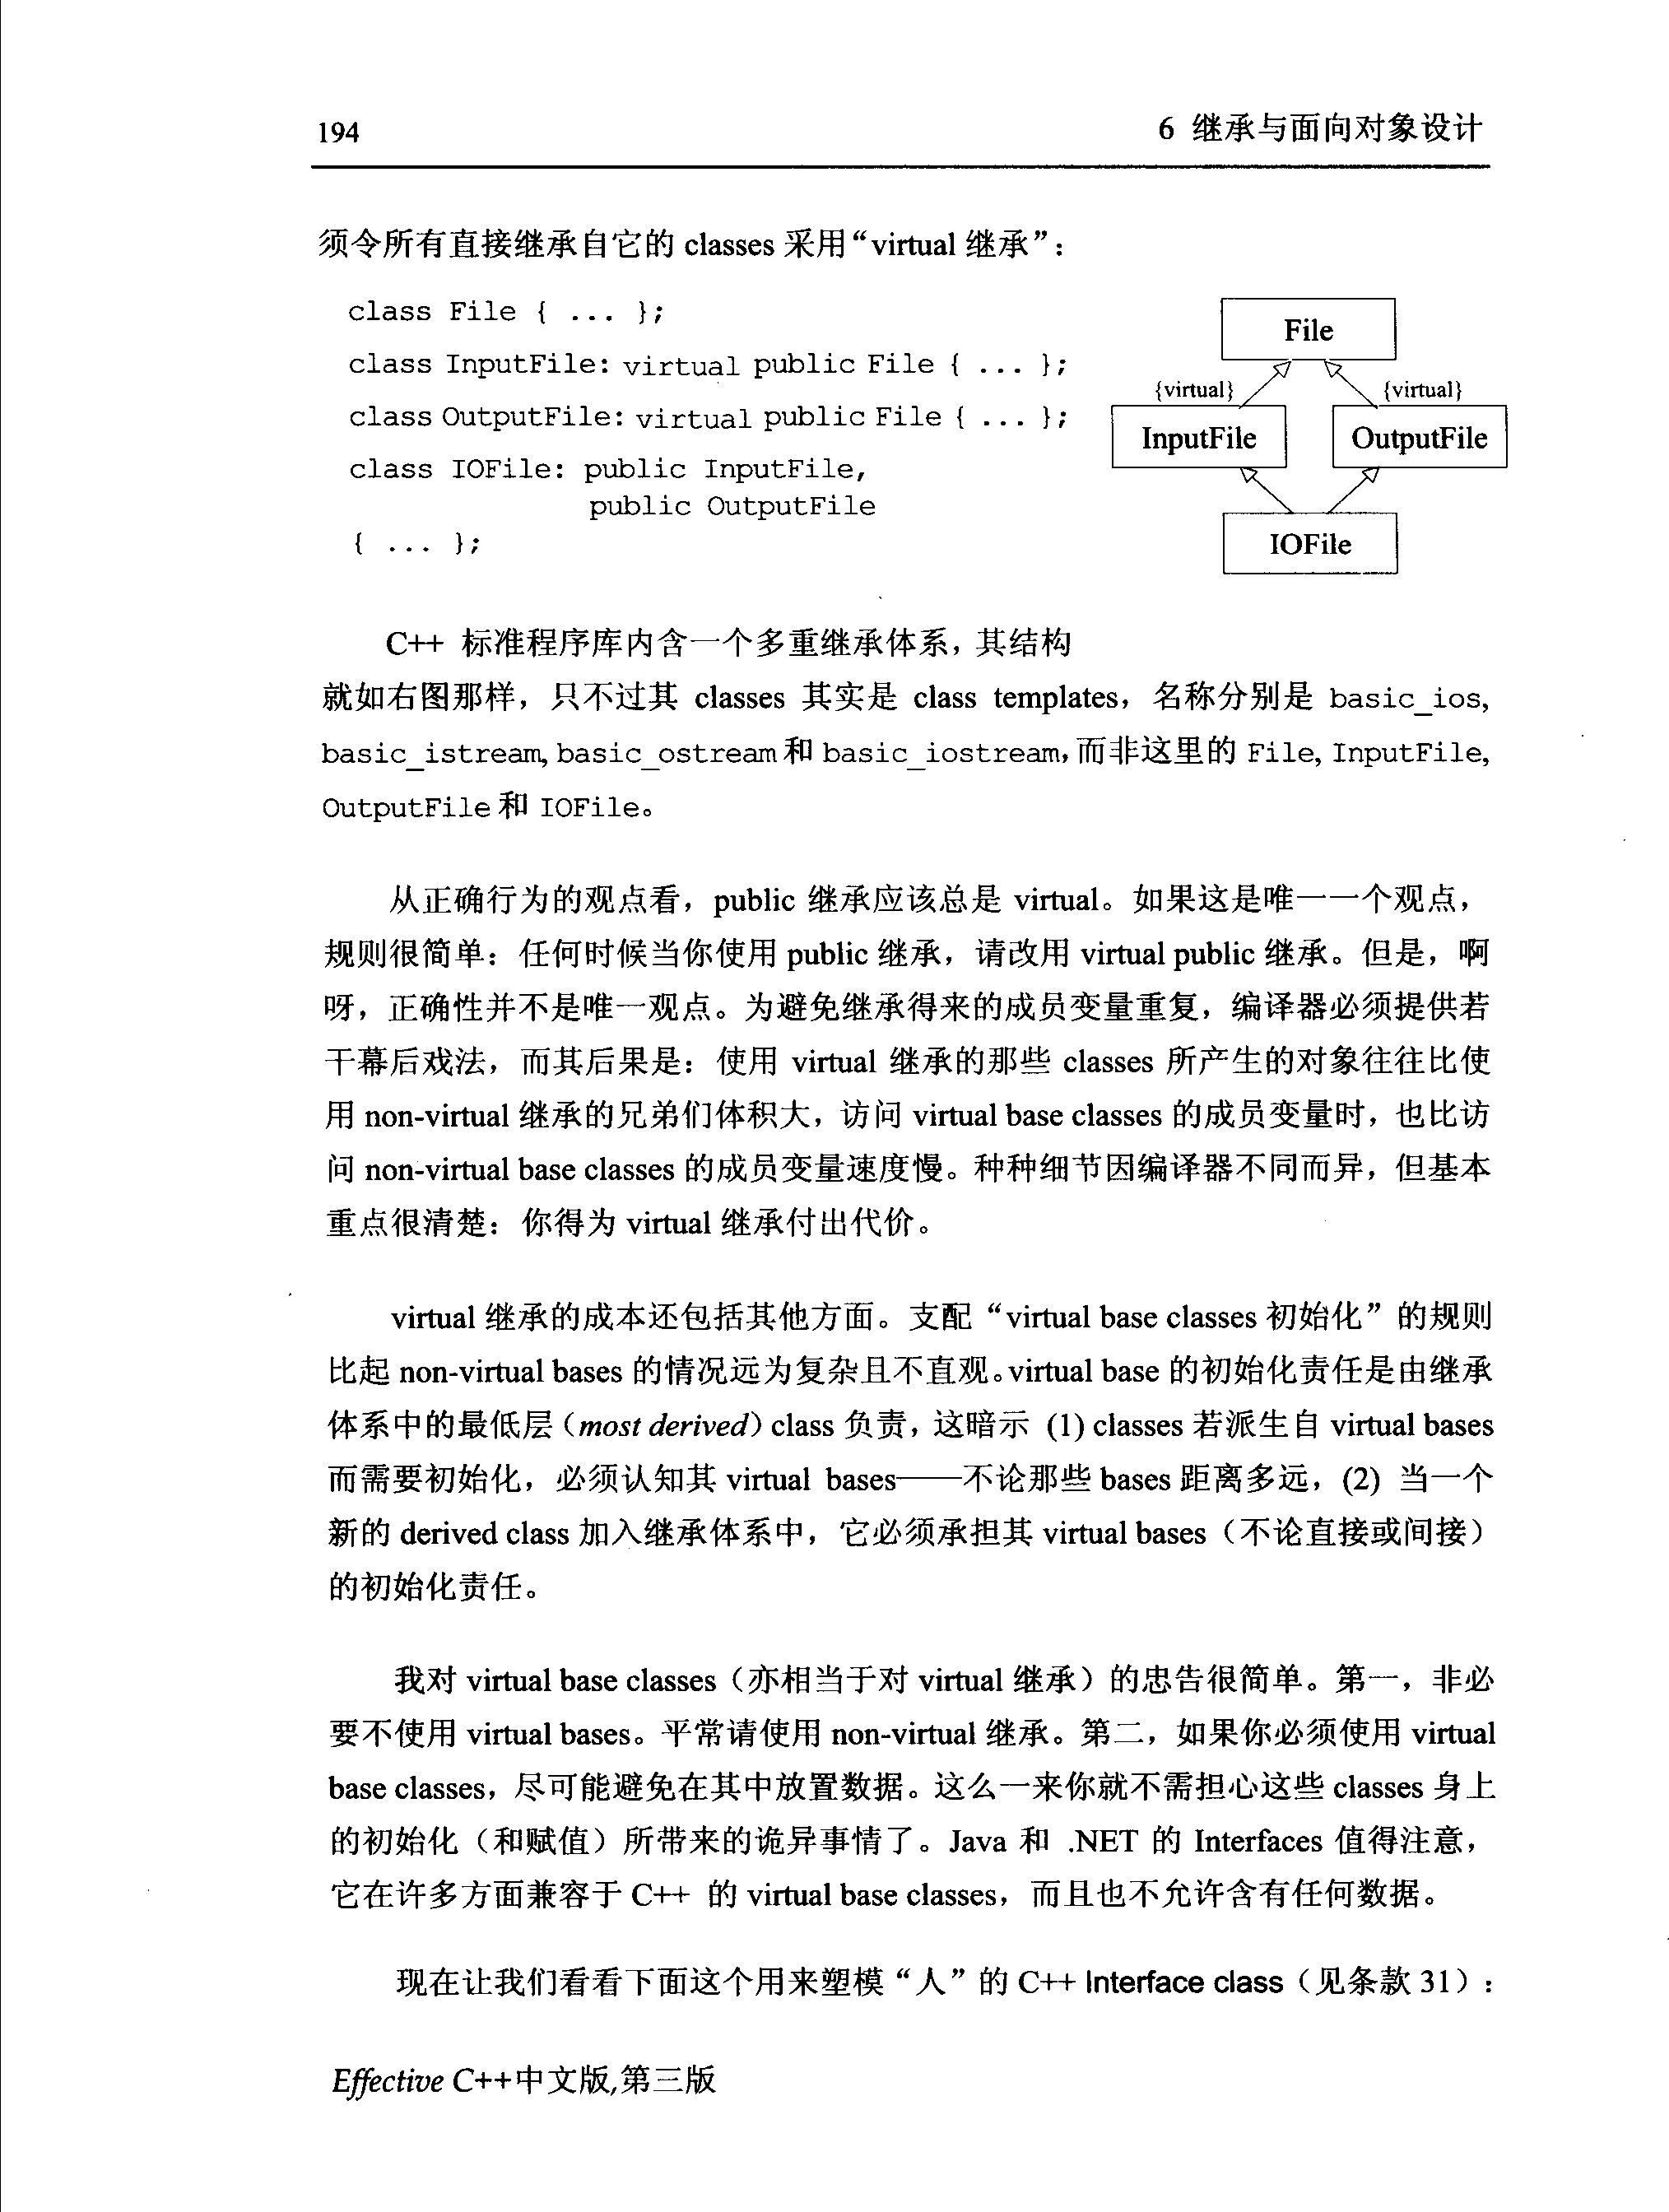 194
6 继承与面向对象设计
须令所有直接继承自它的 classes 采用“virtual 继承”：
class File { ... };
class InputFile: virtual public File { ... };
class OutputFile: virtual public File { ... };
class IOFile: public InputFile,
public OutputFile
{ ... };
File
{virtual}
{virtual}
InputFile
OutputFile
IOFile
C++ 标准程序库内含一个多重继承体系，其结构
就如右图那样，只不过其 classes 其实是 class templates，名称分别是 basic_ios,
basic_istream, basic_ostream 和 basic_iostream，而非这里的 File, InputFile,
OutputFile 和 IOFile。
从正确行为的观点看，public 继承应该总是 virtual。如果这是唯一一个观点，
规则很简单：任何时候当你使用 public 继承，请改用 virtual public 继承。但是，啊
呀，正确性并不是唯一观点。为避免继承得来的成员变量重复，编译器必须提供若
干幕后戏法，而其后果是：使用 virtual 继承的那些 classes 所产生的对象往往比使
用 non-virtual 继承的兄弟们体积大，访问 virtual base classes 的成员变量时，也比访
问 non-virtual base classes 的成员变量速度慢。种种细节因编译器不同而异，但基本
重点很清楚：你得为 virtual 继承付出代价。
virtual 继承的成本还包括其他方面。支配“virtual base classes 初始化”的规则
比起 non-virtual bases 的情况远为复杂且不直观。virtual base 的初始化责任是由继承
体系中的最低层（most derived）class 负责，这暗示 (1) classes 若派生自 virtual bases
而需要初始化，必须认知其 virtual bases——不论那些 bases 距离多远，(2) 当一个
新的 derived class 加入继承体系中，它必须承担其 virtual bases（不论直接或间接）
的初始化责任。
我对 virtual base classes（亦相当于对 virtual 继承）的忠告很简单。第一，非必
要不使用 virtual bases。平常请使用 non-virtual 继承。第二，如果你必须使用 virtual
base classes，尽可能避免在其中放置数据。这么一来你就不需担心这些 classes 身上
的初始化（和赋值）所带来的诡异事情了。Java 和 .NET 的 Interfaces 值得注意，
它在许多方面兼容于 C++ 的 virtual base classes，而且也不允许含有任何数据。
现在让我们看看下面这个用来塑模“人”的 C++ Interface class（见条款 31）：
Effective C++中文版,第三版